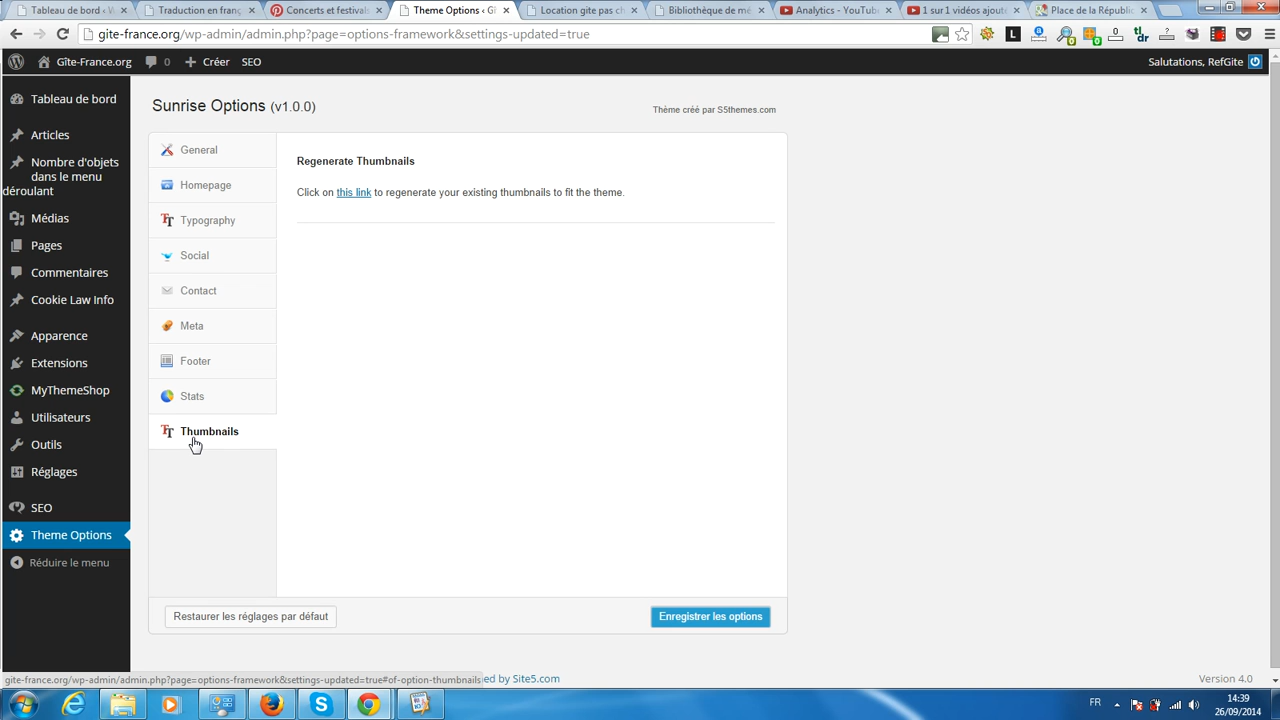 Tableau de bord ‹ W
Traduction en franç
Concerts et festivals
Theme Options ‹ Gî
Location gite pas ch
Bibliothèque de mé
Analytics - YouTube
1 sur 1 vidéos ajouté
Place de la Républic
gite-france.org/wp-admin/admin.php?page=options-framework&settings-updated=true
Gîte-France.org
0
Créer
SEO
Salutations, RefGite
Tableau de bord
Articles
Nombre d'objets
dans le menu
déroulant
Médias
Pages
Commentaires
Cookie Law Info
Apparence
Extensions
MyThemeShop
Utilisateurs
Outils
Réglages
SEO
Theme Options
Réduire le menu
Sunrise Options (v1.0.0)
Thème créé par S5themes.com
General
Homepage
Typography
Social
Contact
Meta
Footer
Stats
Thumbnails
Regenerate Thumbnails
Click on this link to regenerate your existing thumbnails to fit the theme.
Restaurer les réglages par défaut
Enregistrer les options
gite-france.org/wp-admin/admin.php?page=options-framework&settings-updated=true#of-option-thumbnails
ed by Site5.com
Version 4.0
FR
14:39
26/09/2014